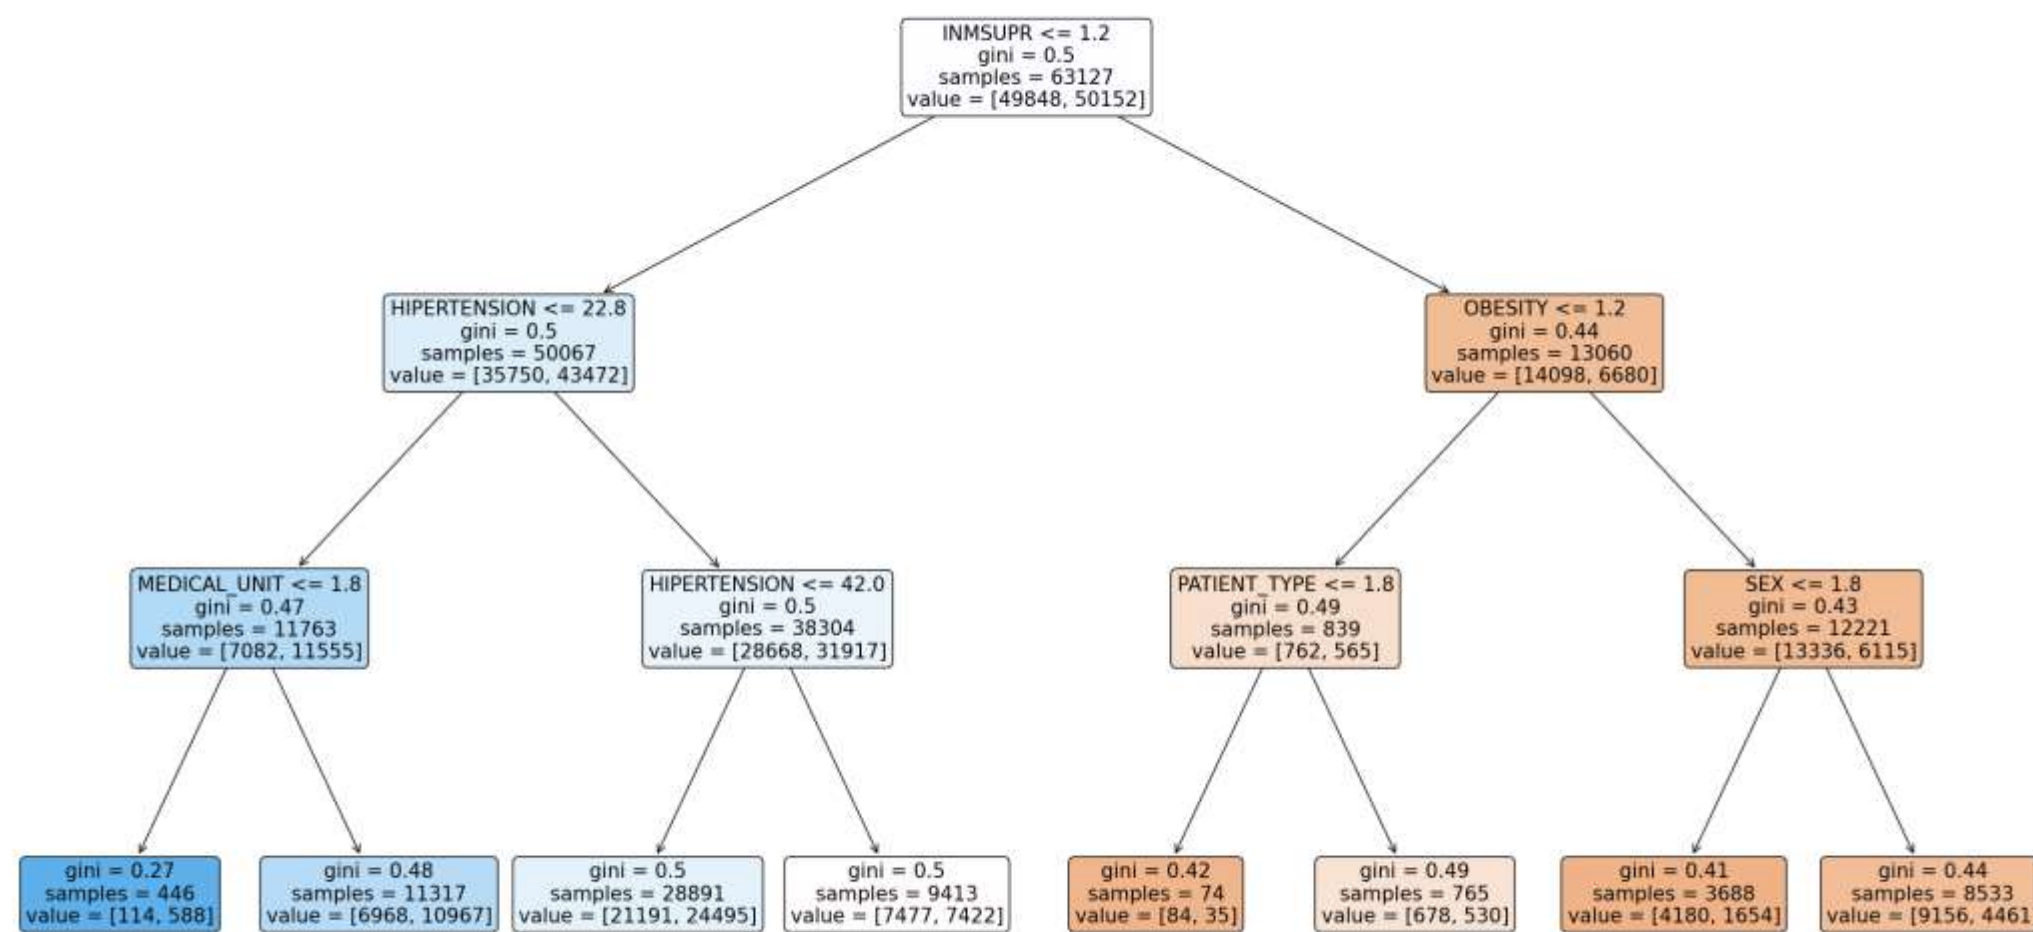 INMSUPR <= 1.2
gini = 0.5
samples = 63127
value = [49848, 50152]
HIPERTENSION <= 22.8
gini = 0.5
samples = 50067
value = [35750, 43472]
OBESITY <= 1.2
gini = 0.44
samples = 13060
value = [14098, 6680]
MEDICAL_UNIT <= 1.8
gini = 0.47
samples = 11763
value = [7082, 11555]
HIPERTENSION <= 42.0
gini = 0.5
samples = 38304
value = [28668, 31917]
PATIENT_TYPE <= 1.8
gini = 0.49
samples = 839
value = [762, 565]
SEX <= 1.8
gini = 0.43
samples = 12221
value = [13336, 6115]
gini = 0.27
samples = 446
value = [114, 588]
gini = 0.48
samples = 11317
value = [6968, 10967]
gini = 0.5
samples = 28891
value = [21191, 24495]
gini = 0.5
samples = 9413
value = [7477, 7422]
gini = 0.42
samples = 74
value = [84, 35]
gini = 0.49
samples = 765
value = [678, 530]
gini = 0.41
samples = 3688
value = [4180, 1654]
gini = 0.44
samples = 8533
value = [9156, 4461